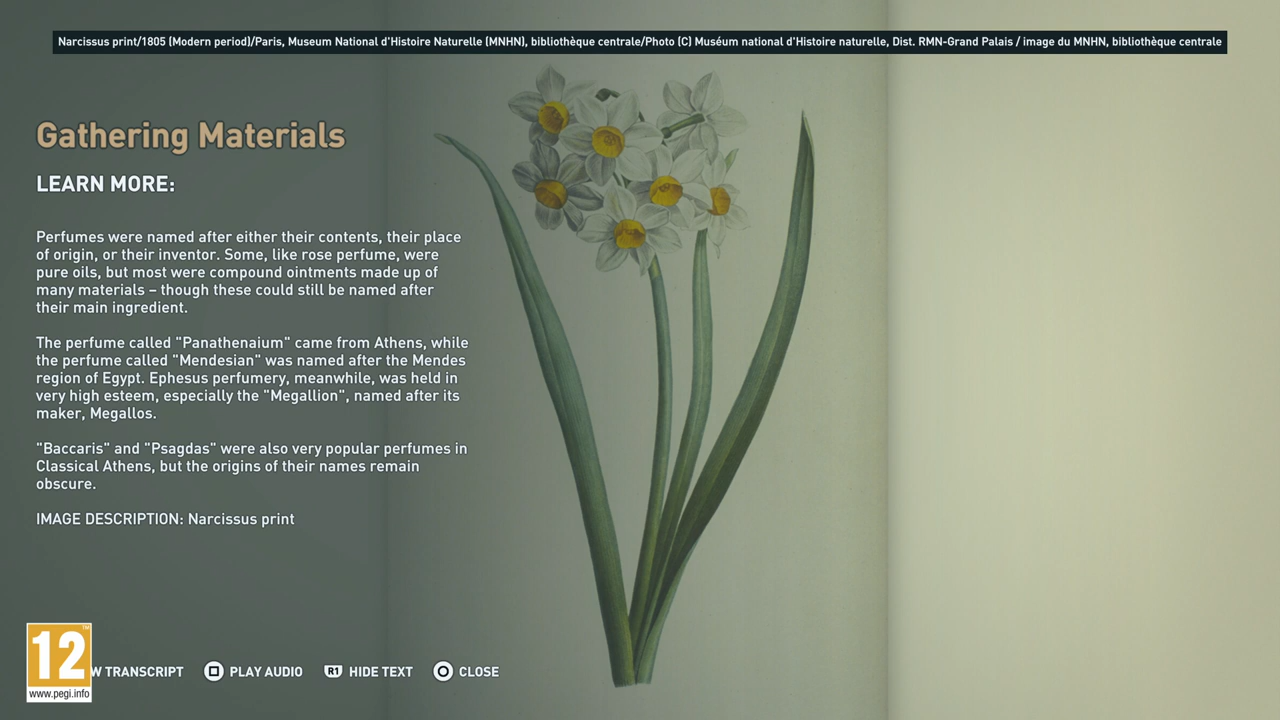 Narcissus print/1805 (Modern period)/Paris, Museum National d'Histoire Naturelle (MNHN), bibliothèque centrale/Photo (C) Muséum national d'Histoire naturelle, Dist. RMN-Grand Palais / image du MNHN, bibliothèque centrale
Gathering Materials
LEARN MORE:
Perfumes were named after either their contents, their place
of origin, or their inventor. Some, like rose perfume, were
pure oils, but most were compound ointments made up of
many materials – though these could still be named after
their main ingredient.
The perfume called "Panathenaium" came from Athens, while
the perfume called "Mendesian" was named after the Mendes
region of Egypt. Ephesus perfumery, meanwhile, was held in
very high esteem, especially the "Megallion", named after its
maker, Megallos.
"Baccaris" and "Psagdas" were also very popular perfumes in
Classical Athens, but the origins of their names remain
obscure.
IMAGE DESCRIPTION: Narcissus print
12 ™
W TRANSCRIPT PLAY AUDIO R1 HIDE TEXT CLOSE
www.pegi.info